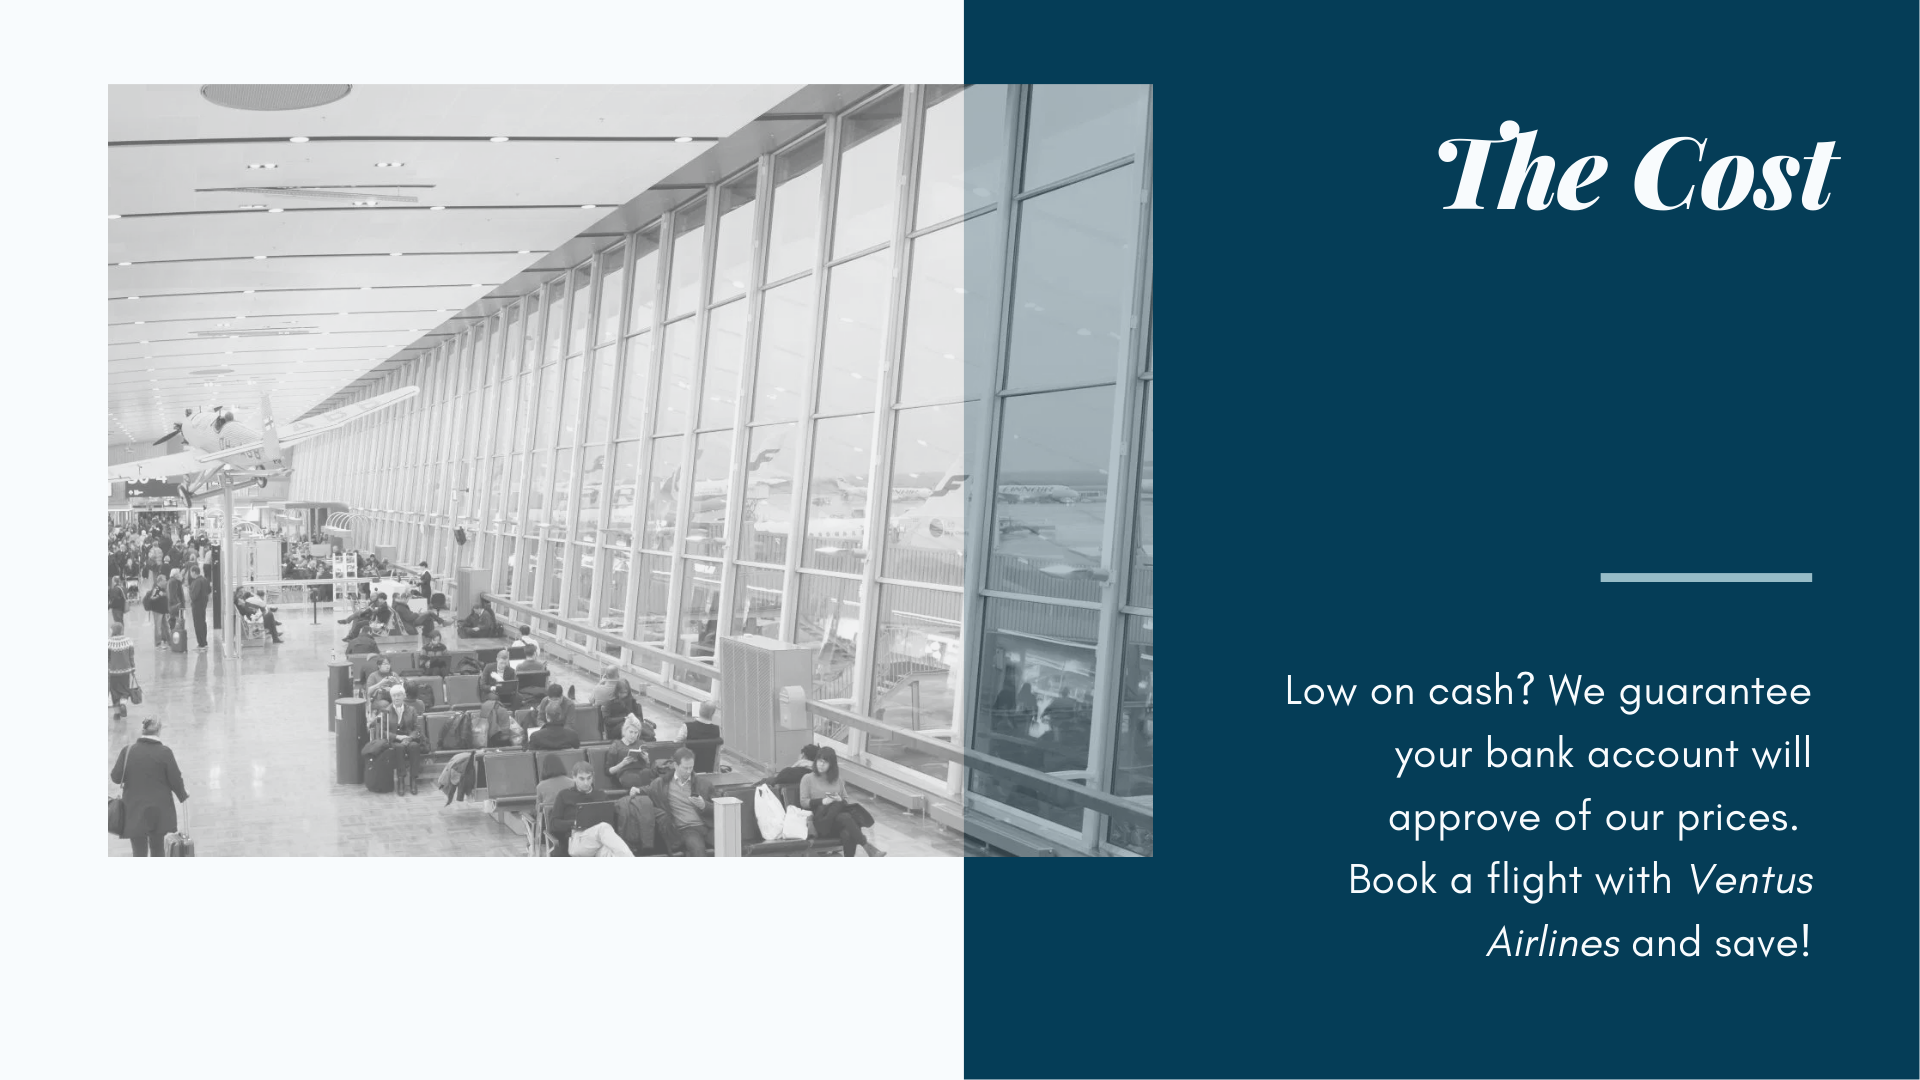 The Cost
Low on cash? We guarantee
your bank account will
approve of our prices.
Book a flight with Ventus
Airlines and save!